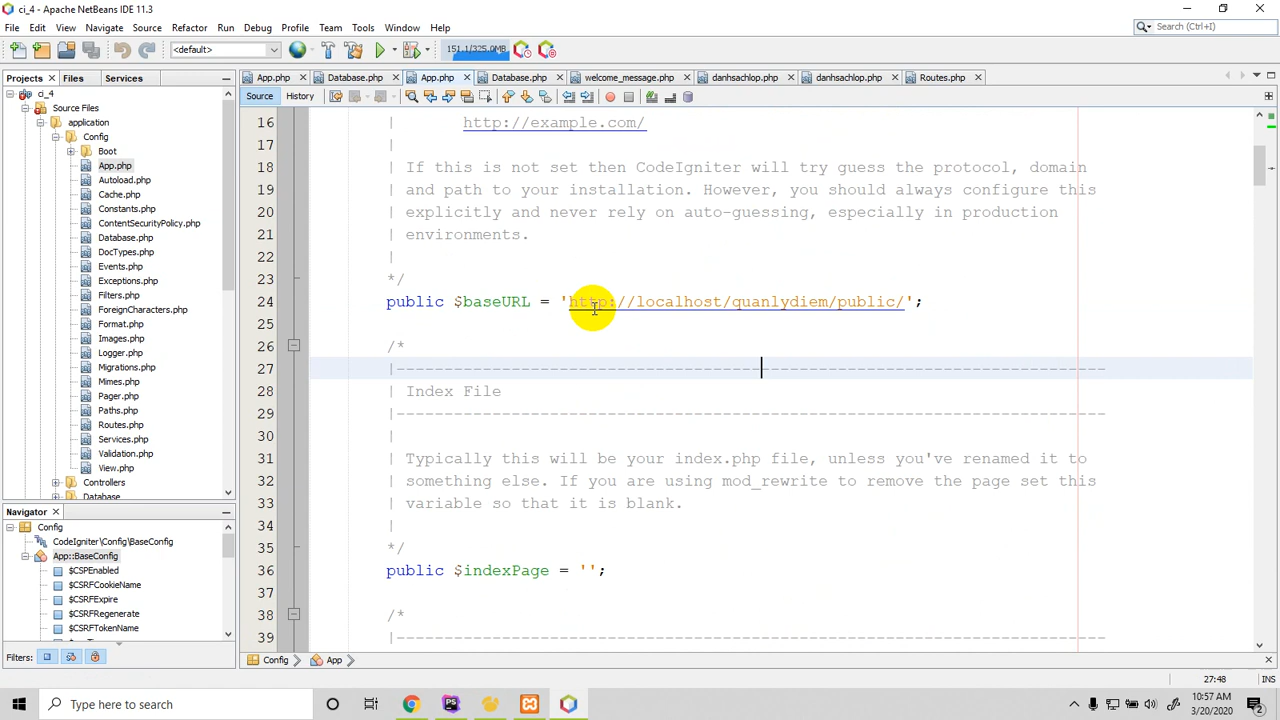 ci_4 - Apache NetBeans IDE 11.3
File Edit View Navigate Source Refactor Run Debug Profile Team Tools Window Help
Search (Ctrl+I)
<default> 151.1/325.0MB
Projects Files Services
App.php Database.php App.php Database.php welcome_message.php danhsachlop.php danhsachlop.php Routes.php
ci_4
Source Files
application
Config
Boot
App.php
Autoload.php
Cache.php
Constants.php
ContentSecurityPolicy.php
Database.php
DocTypes.php
Events.php
Exceptions.php
Filters.php
ForeignCharacters.php
Format.php
Images.php
Logger.php
Migrations.php
Mimes.php
Pager.php
Paths.php
Routes.php
Services.php
Validation.php
View.php
Controllers
Database
Navigator
Config
CodeIgniter\Config\BaseConfig
App::BaseConfig
$CSPEnabled
$CSRFCookieName
$CSRFExpire
$CSRFRegenerate
$CSRFTokenName
Filters:
Source History
16 | http://example.com/
17 |
18 | If this is not set then CodeIgniter will try guess the protocol, domain
19 | and path to your installation. However, you should always configure this
20 | explicitly and never rely on auto-guessing, especially in production
21 | environments.
22 |
23 */
24 public $baseURL = 'http://localhost/quanlydiem/public/';
25
26 /*
27 |--------------------------------------------------------------------------
28 | Index File
29 |--------------------------------------------------------------------------
30 |
31 | Typically this will be your index.php file, unless you've renamed it to
32 | something else. If you are using mod_rewrite to remove the page set this
33 | variable so that it is blank.
34 |
35 */
36 public $indexPage = '';
37
38 /*
39 |--------------------------------------------------------------------------
Config App
27:48 INS
Type here to search
10:57 AM
3/20/2020
2